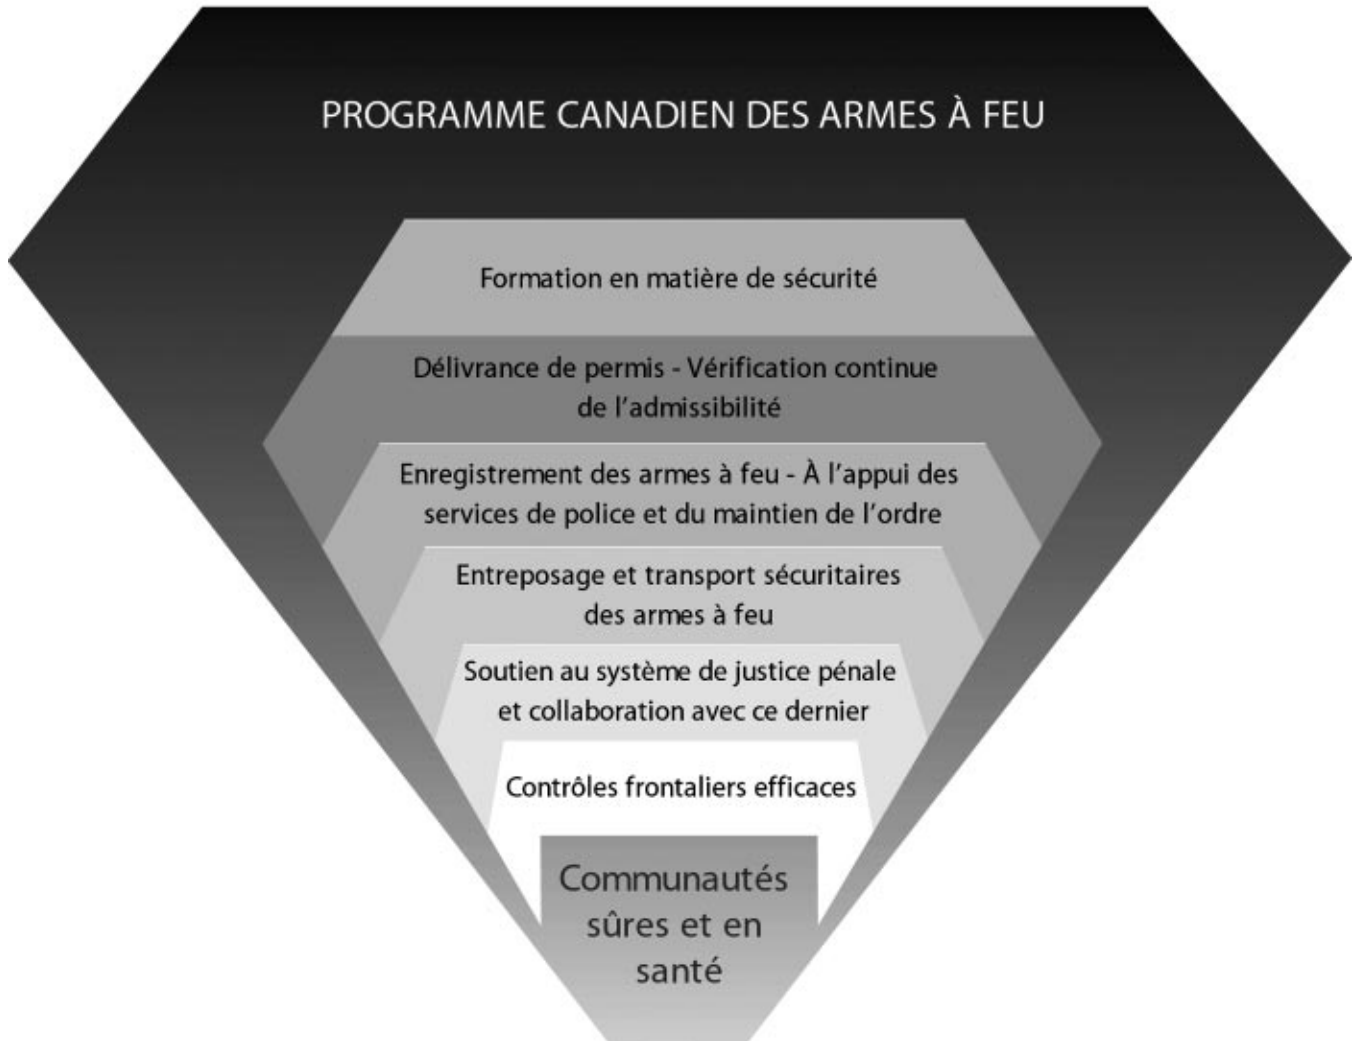 PROGRAMME CANADIEN DES ARMES À FEU
Formation en matière de sécurité
Délivrance de permis - Vérification continue
de l'admissibilité
Enregistrement des armes à feu - À l'appui des
services de police et du maintien de l'ordre
Entreposage et transport sécuritaires
des armes à feu
Soutien au système de justice pénale
et collaboration avec ce dernier
Contrôles frontaliers efficaces
Communautés
sûres et en
santé